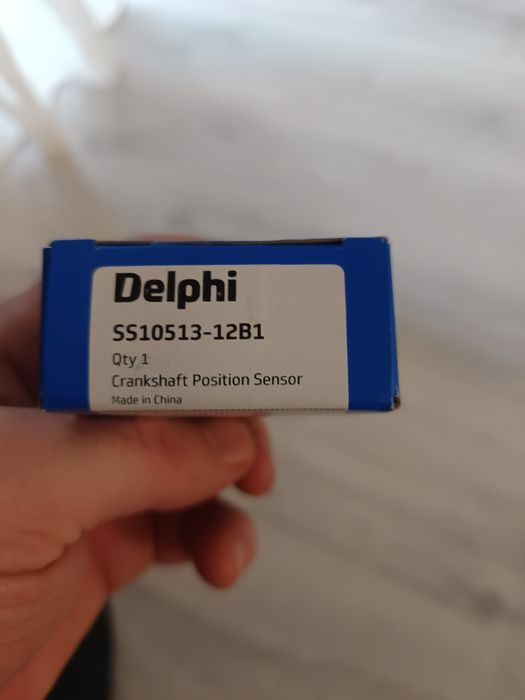 Delphi
SS10513-12B1
Qty 1
Crankshaft Position Sensor
Made in China